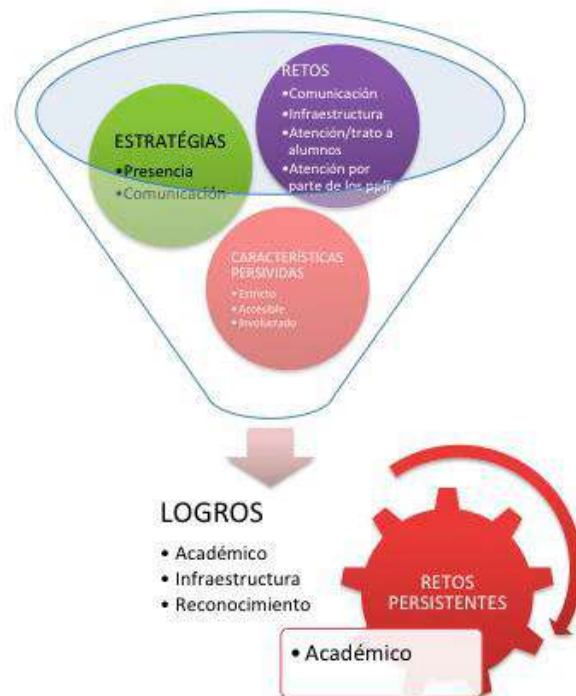 RETOS
•Comunicación
•Infraestructura
•Atención/trato a
alumnos
•Atención por
parte de los ppff
ESTRATÉGIAS
•Presencia
•Comunicación
CARACTERÍSTICAS
PERSIVIDAS
•Estricto
•Accesible
•Involucrado
LOGROS
• Académico
• Infraestructura
• Reconocimiento
RETOS
PERSISTENTES
• Académico